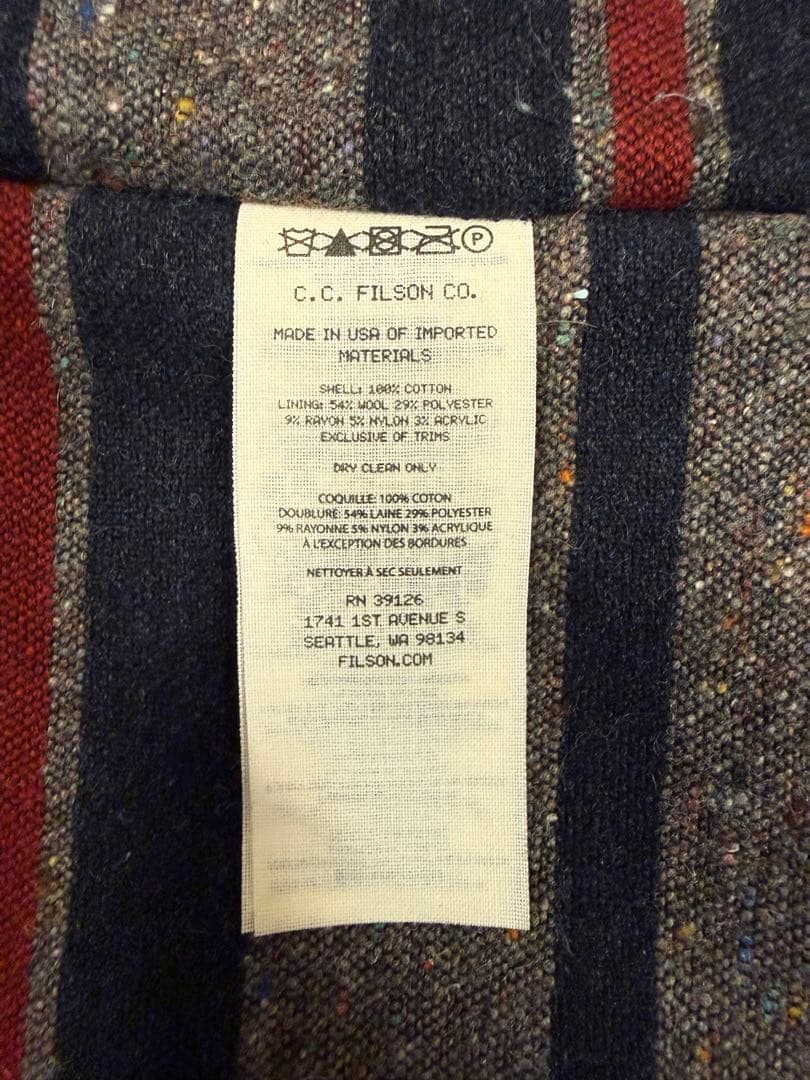 P
C.C. FILSON CO.
MADE IN USA OF IMPORTED
MATERIALS
SHELL: 100% COTTON
LINING: 54% WOOL 29% POLYESTER
9% RAYON 5% NYLON 3% ACRYLIC
EXCLUSIVE OF TRIMS
DRY CLEAN ONLY
COQUILLE: 100% COTON
DOUBLURE: 54% LAINE 29% POLYESTER
9% RAYONNE 5% NYLON 3% ACRYLIQUE
À L'EXCEPTION DES BORDURES
NETTOYER À SEC SEULEMENT
RN 39126
1741 1ST AVENUE S
SEATTLE, WA 98134
FILSON.COM